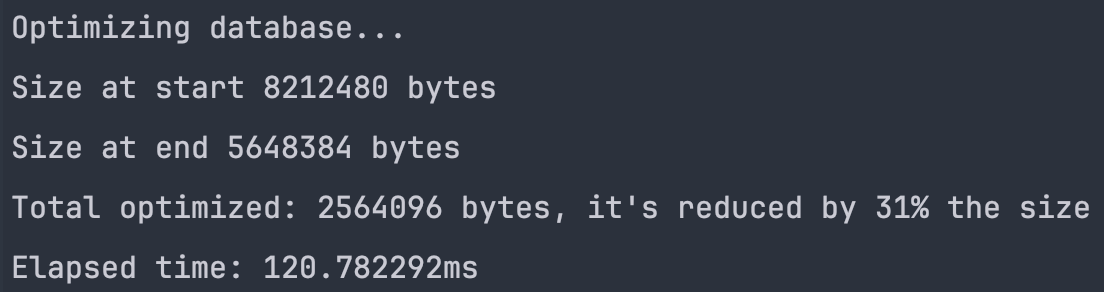 Optimizing database...
Size at start 8212480 bytes
Size at end 5648384 bytes
Total optimized: 2564096 bytes, it's reduced by 31% the size
Elapsed time: 120.782292ms